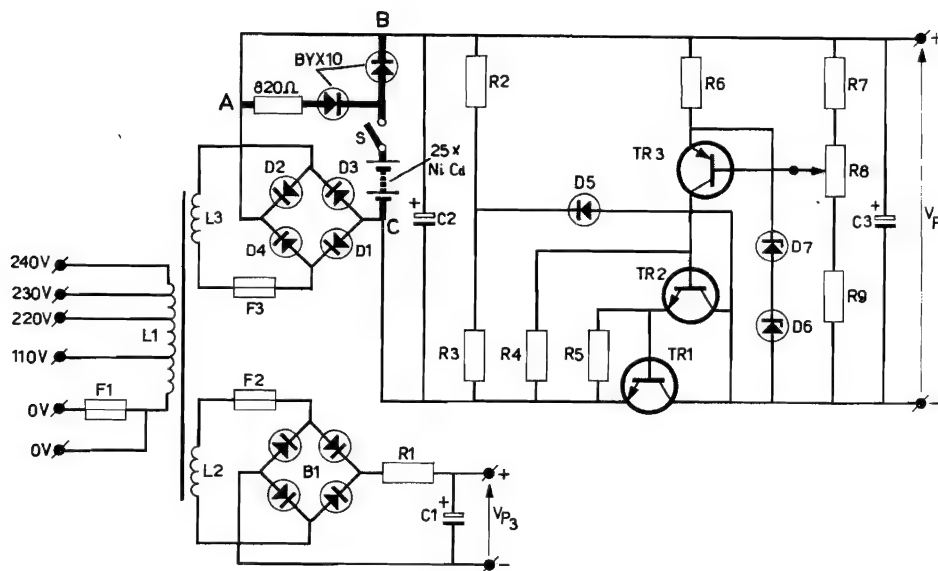 B
BYX10
820Ω
A
S
25x
Ni Cd
C
D2
D3
D4
D1
L3
F3
C2
+
R2
R6
R7
TR3
R8
D5
D7
C3
+
V P
TR2
D6
R9
R3
R4
R5
TR1
+
-
240V
230V
220V
110V
0V
0V
L1
F1
F2
L2
B1
R1
C1
+
V P3
+
-